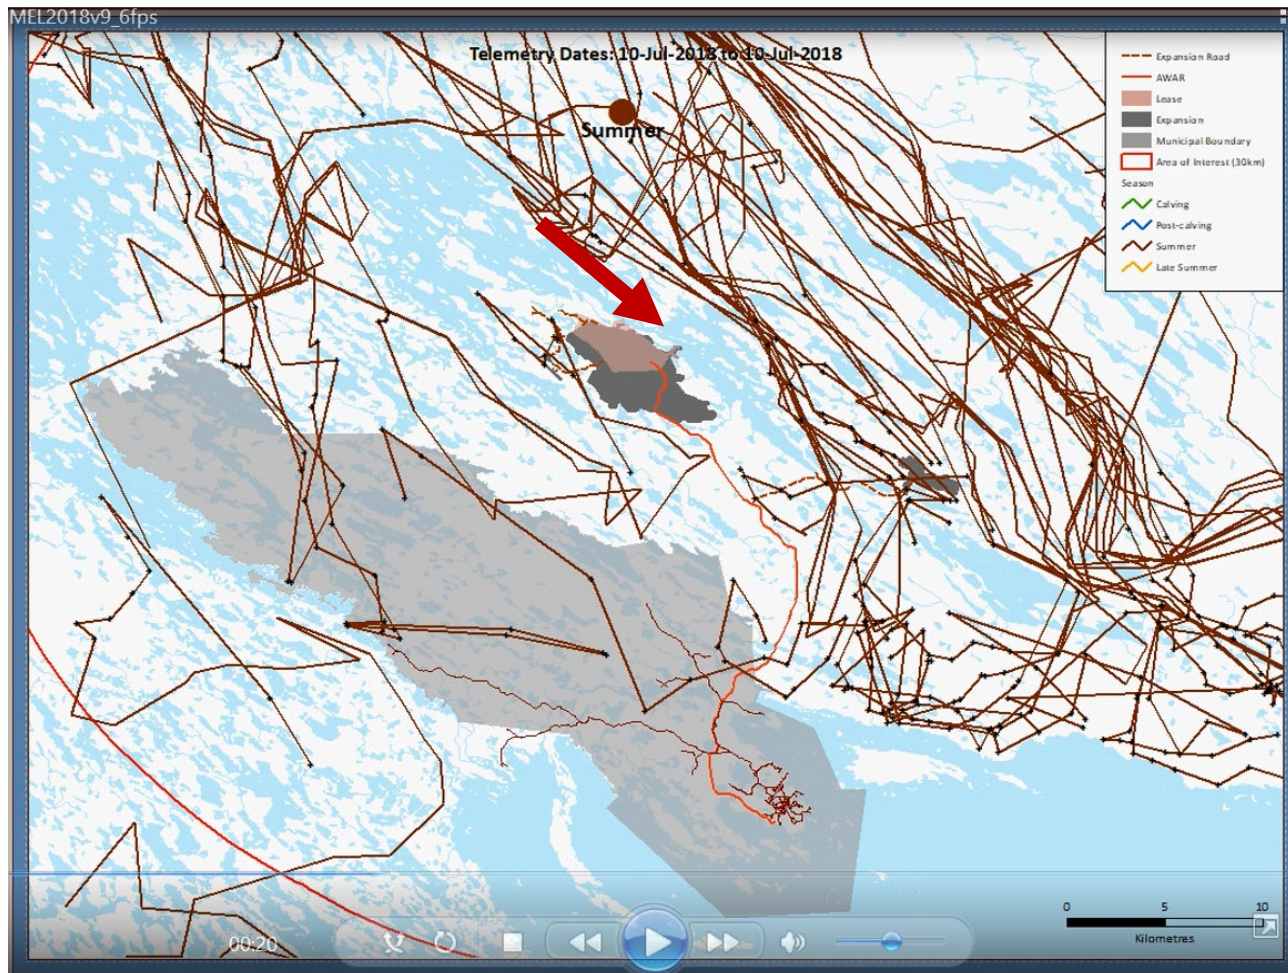 MEL2018v9_6fps
Telemetry Dates: 10-Jul-2018 to 10-Jul-2018
Summer
Expansion Road
AWAR
Lease
Expansion
Municipal Boundary
Area of Interest (30km)
Season
Calving
Post-calving
Summer
Late Summer
0 5 10
Kilometres
00:20